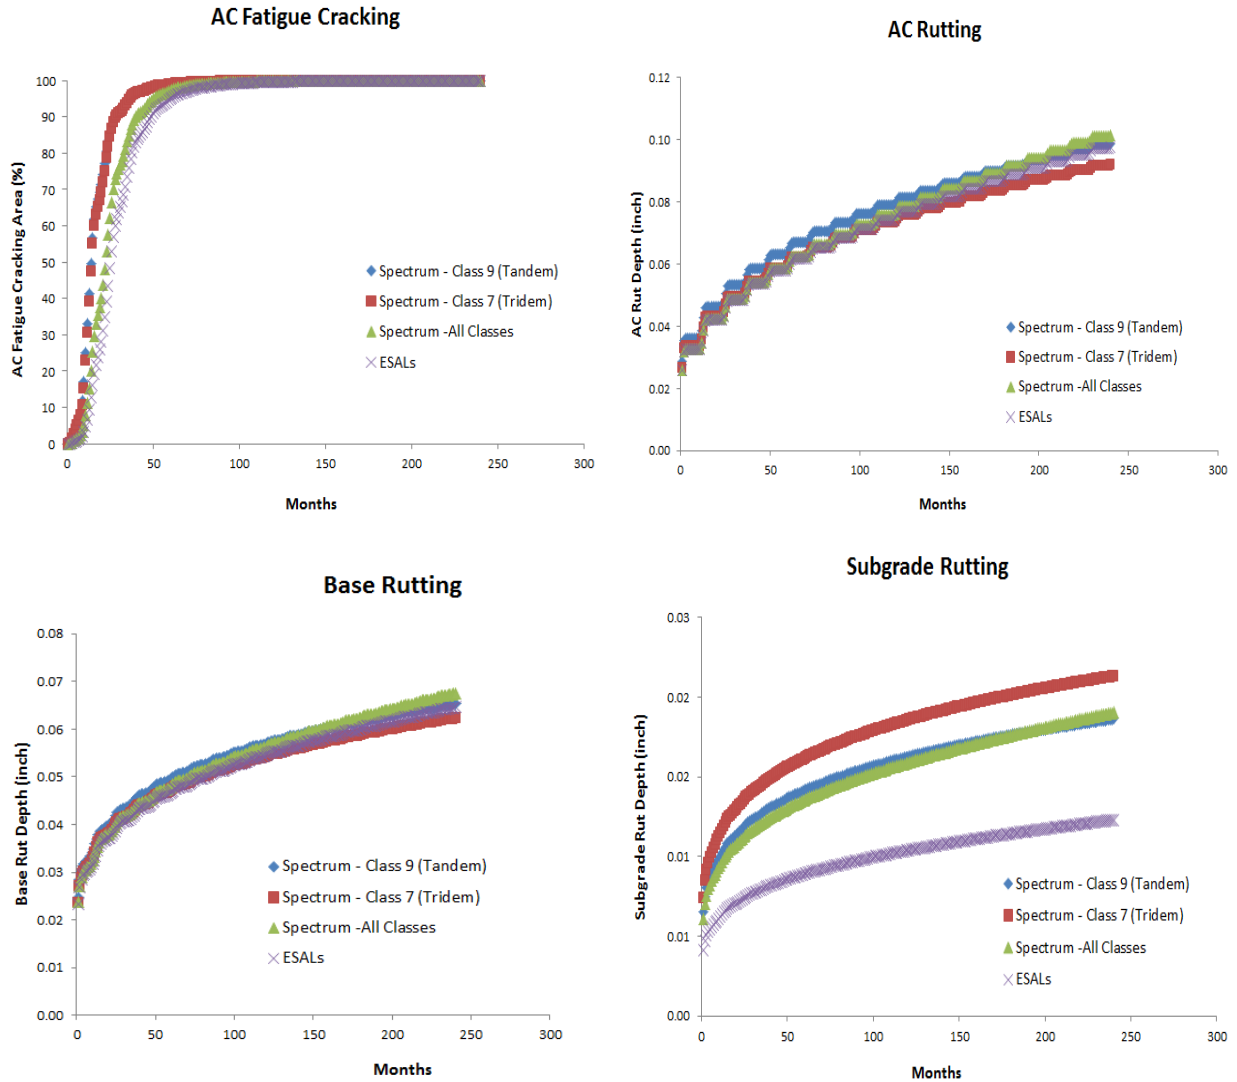 AC Fatigue Cracking
AC Fatigue Cracking Area (%)
100
90
80
70
60
50
40
30
20
10
0
0 50 100 150 200 250 300
Months
Spectrum - Class 9 (Tandem)
Spectrum - Class 7 (Tridem)
Spectrum -All Classes
ESALs
AC Rutting
AC Rut Depth (inch)
0.12
0.10
0.08
0.06
0.04
0.02
0.00
0 50 100 150 200 250 300
Months
Spectrum - Class 9 (Tandem)
Spectrum - Class 7 (Tridem)
Spectrum -All Classes
ESALs
Base Rutting
Base Rut Depth (inch)
0.08
0.07
0.06
0.05
0.04
0.03
0.02
0.01
0.00
0 50 100 150 200 250 300
Months
Spectrum - Class 9 (Tandem)
Spectrum - Class 7 (Tridem)
Spectrum -All Classes
ESALs
Subgrade Rutting
Subgrade Rut Depth (inch)
0.03
0.02
0.02
0.01
0.01
0.00
0 50 100 150 200 250 300
Months
Spectrum - Class 9 (Tandem)
Spectrum - Class 7 (Tridem)
Spectrum -All Classes
ESALs